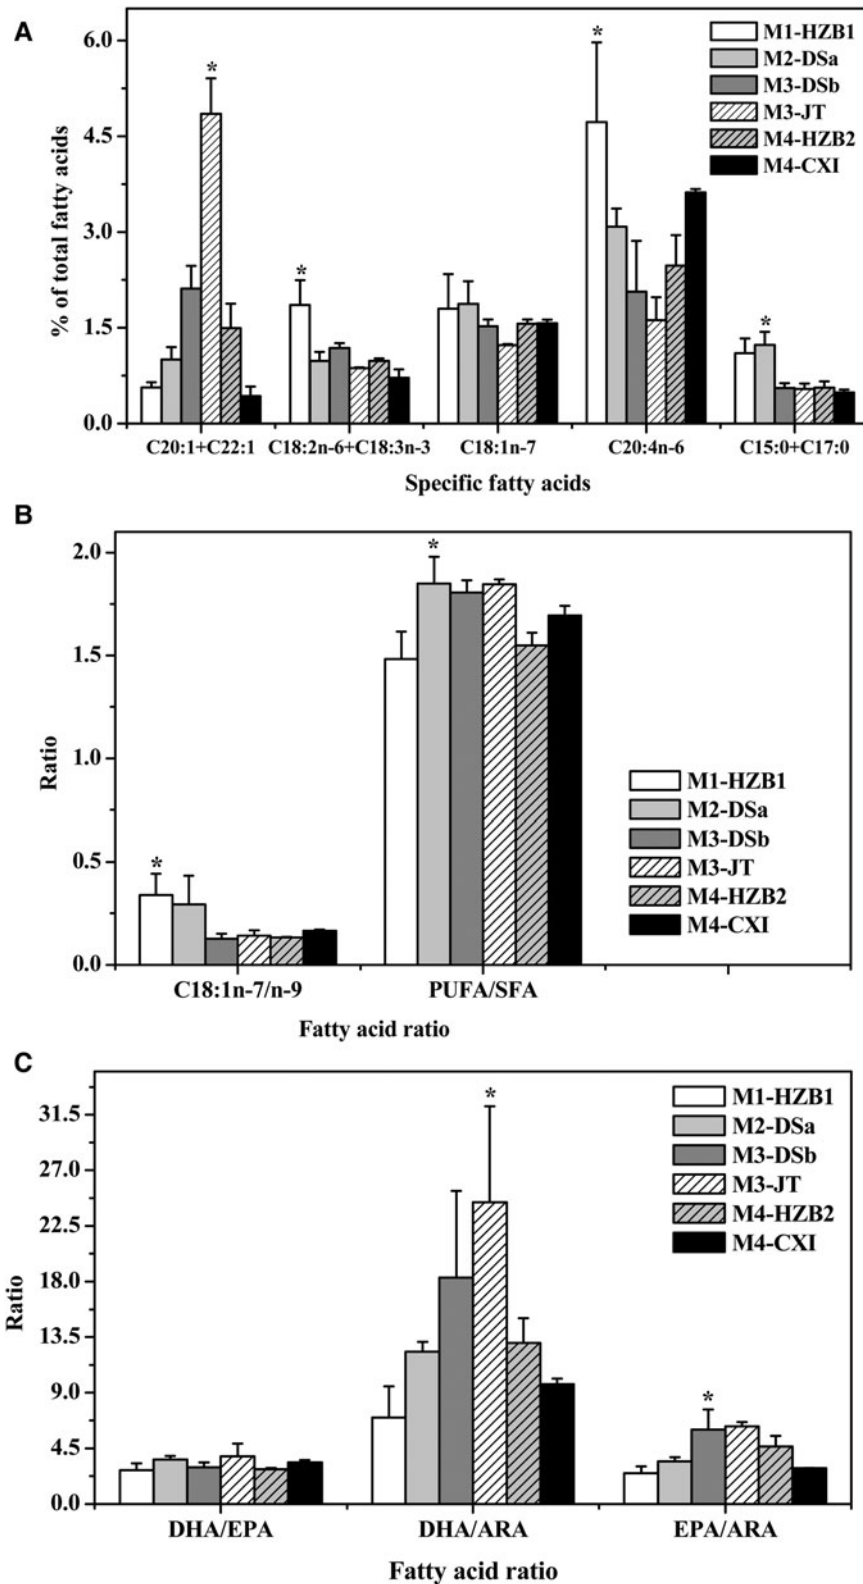 A
6.0
4.5
3.0
1.5
0.0
% of total fatty acids
*
*
*
*
M1-HZB1
M2-DSa
M3-DSb
M3-JT
M4-HZB2
M4-CXI
C20:1+C22:1 C18:2n-6+C18:3n-3 C18:1n-7 C20:4n-6 C15:0+C17:0
Specific fatty acids
B
2.0
1.5
1.0
0.5
0.0
Ratio
*
*
M1-HZB1
M2-DSa
M3-DSb
M3-JT
M4-HZB2
M4-CXI
C18:1n-7/n-9 PUFA/SFA
Fatty acid ratio
C
31.5
27.0
22.5
18.0
13.5
9.0
4.5
0.0
Ratio
*
*
M1-HZB1
M2-DSa
M3-DSb
M3-JT
M4-HZB2
M4-CXI
DHA/EPA DHA/ARA EPA/ARA
Fatty acid ratio